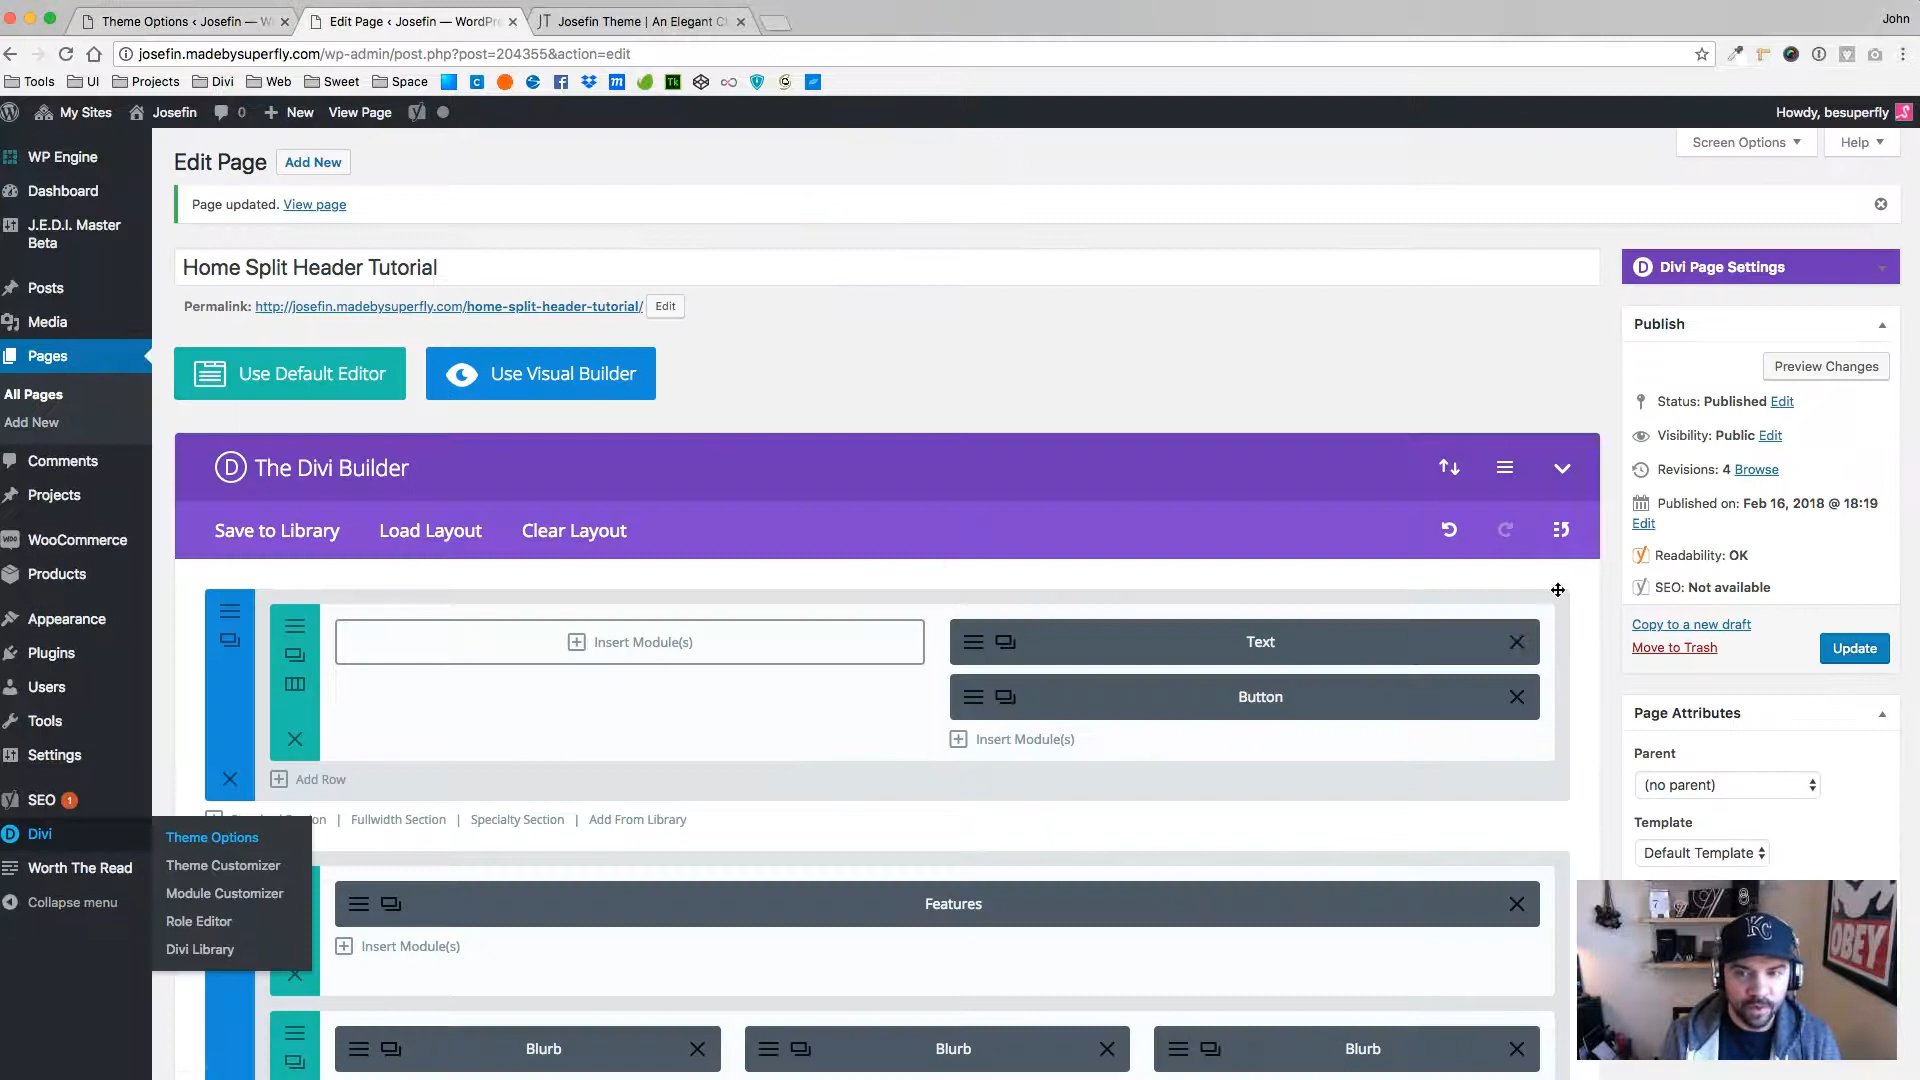 Theme Options ‹ Josefin — W
Edit Page ‹ Josefin — WordPre
JT Josefin Theme | An Elegant C
John
josefin.madebysuperfly.com/wp-admin/post.php?post=204355&action=edit
Tools UI Projects Divi Web Sweet Space
My Sites Josefin 0 New View Page
Howdy, besuperfly
WP Engine
Dashboard
J.E.D.I. Master
Beta
Posts
Media
Pages
All Pages
Add New
Comments
Projects
WooCommerce
Products
Appearance
Plugins
Users
Tools
Settings
SEO 1
Divi
Worth The Read
Collapse menu
Theme Options
Theme Customizer
Module Customizer
Role Editor
Divi Library
Screen Options Help
Edit Page Add New
Page updated. View page
Home Split Header Tutorial
Permalink: http://josefin.madebysuperfly.com/home-split-header-tutorial/ Edit
Use Default Editor Use Visual Builder
The Divi Builder
Save to Library Load Layout Clear Layout
Insert Module(s)
Text
Button
Insert Module(s)
Add Row
| Fullwidth Section | Specialty Section | Add From Library
Features
Insert Module(s)
Blurb Blurb Blurb
Divi Page Settings
Publish
Preview Changes
Status: Published Edit
Visibility: Public Edit
Revisions: 4 Browse
Published on: Feb 16, 2018 @ 18:19
Edit
Readability: OK
SEO: Not available
Copy to a new draft
Move to Trash
Update
Page Attributes
Parent
(no parent)
Template
Default Template
KC
OBEY